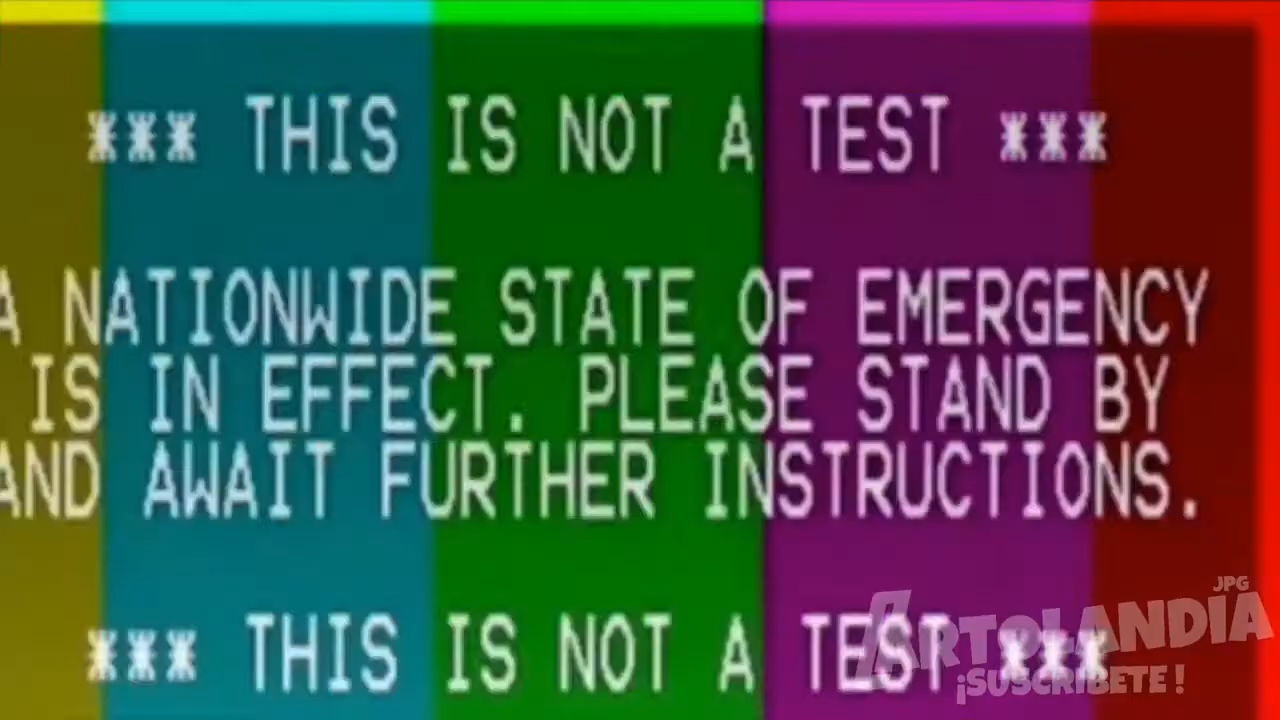 *** THIS IS NOT A TEST ***
A NATIONWIDE STATE OF EMERGENCY
IS IN EFFECT. PLEASE STAND BY
AND AWAIT FURTHER INSTRUCTIONS.
*** THIS IS NOT A TEST ***
JPG
ARTOLANDIA
¡SUSCRIBETE!